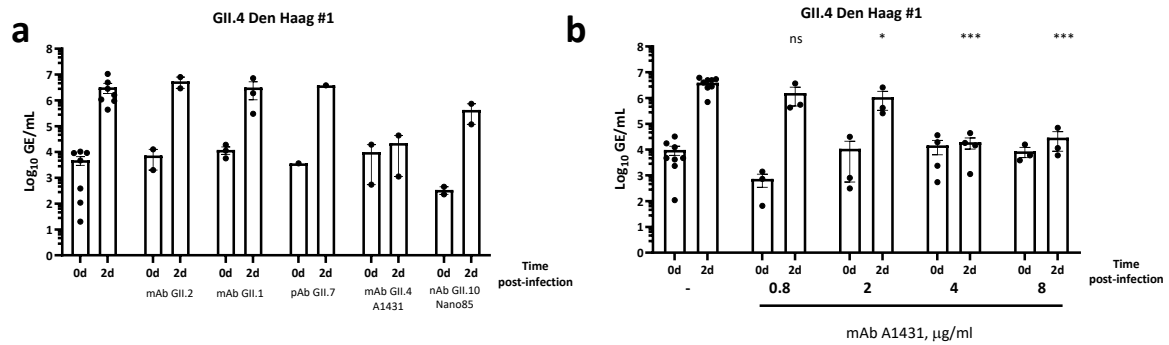 a
GII.4 Den Haag #1
Log10 GE/mL
8
7
6
5
4
3
2
1
0
0d 2d 0d 2d 0d 2d 0d 2d 0d 2d 0d 2d
mAb GII.2 mAb GII.1 pAb GII.7 mAb GII.4 A1431 nAb GII.10 Nano85
Time
post-infection
b
GII.4 Den Haag #1
ns * *** ***
Log10 GE/mL
8
7
6
5
4
3
2
1
0
0d 2d 0d 2d 0d 2d 0d 2d 0d 2d
Time
post-infection
- 0.8 2 4 8
mAb A1431, µg/ml